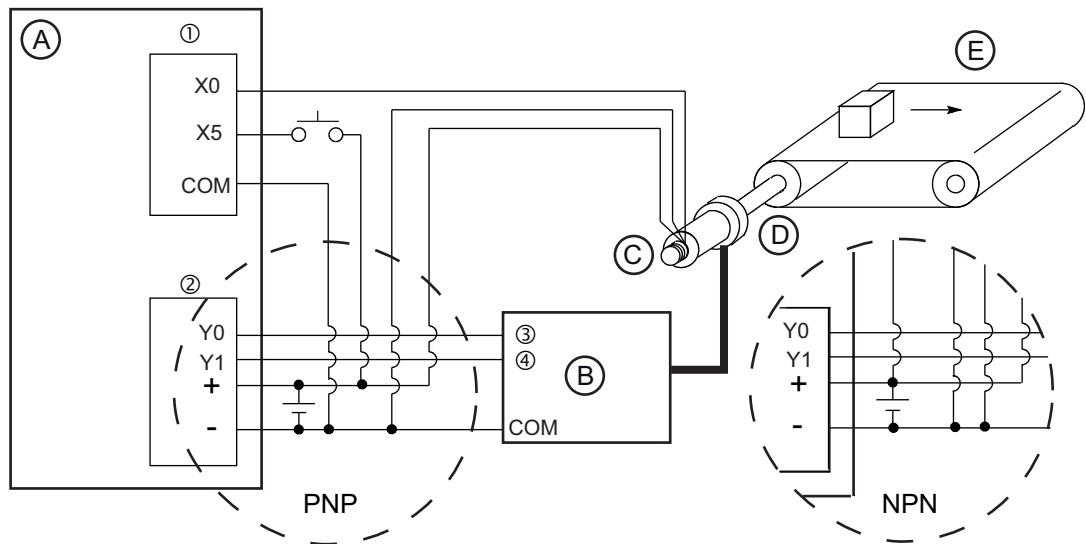 A
①
X0
X5
COM
②
Y0
Y1
+
-
PNP
③
④
B
COM
C
D
E
Y0
Y1
+
-
NPN